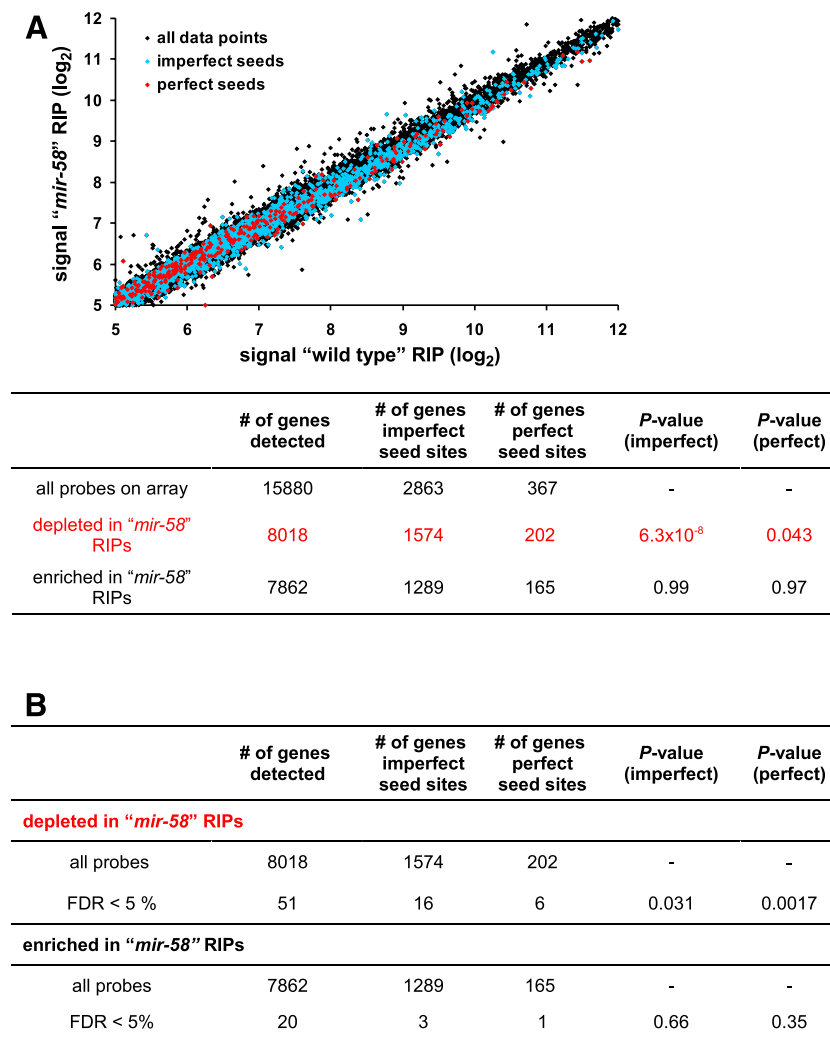 A
12
11
10
9
8
7
6
5
signal “mir-58” RIP (log2)
all data points
imperfect seeds
perfect seeds
5 6 7 8 9 10 11 12
signal “wild type” RIP (log2)
# of genes detected
# of genes imperfect seed sites
# of genes perfect seed sites
P-value (imperfect)
P-value (perfect)
all probes on array 15880 2863 367 - -
depleted in “mir-58” RIPs 8018 1574 202 6.3x10-8 0.043
enriched in “mir-58” RIPs 7862 1289 165 0.99 0.97
B
# of genes detected
# of genes imperfect seed sites
# of genes perfect seed sites
P-value (imperfect)
P-value (perfect)
depleted in “mir-58” RIPs
all probes 8018 1574 202 - -
FDR < 5 % 51 16 6 0.031 0.0017
enriched in “mir-58” RIPs
all probes 7862 1289 165 - -
FDR < 5% 20 3 1 0.66 0.35